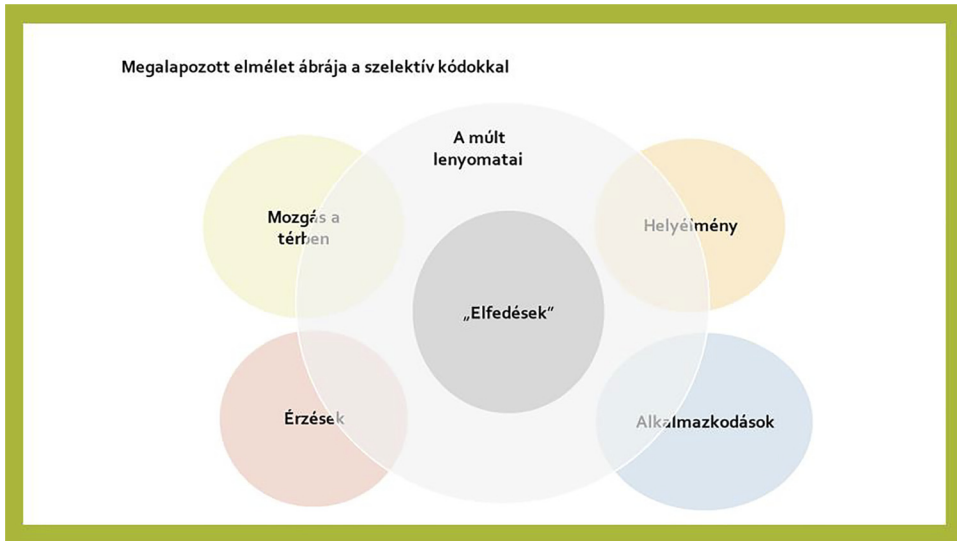 Megalapozott elmélet ábrája a szelektív kódokkal
A múlt
lenyomatai
Mozgás a
térben
Helyélmény
„Elfedések“
Érzések
Alkalmazkodások